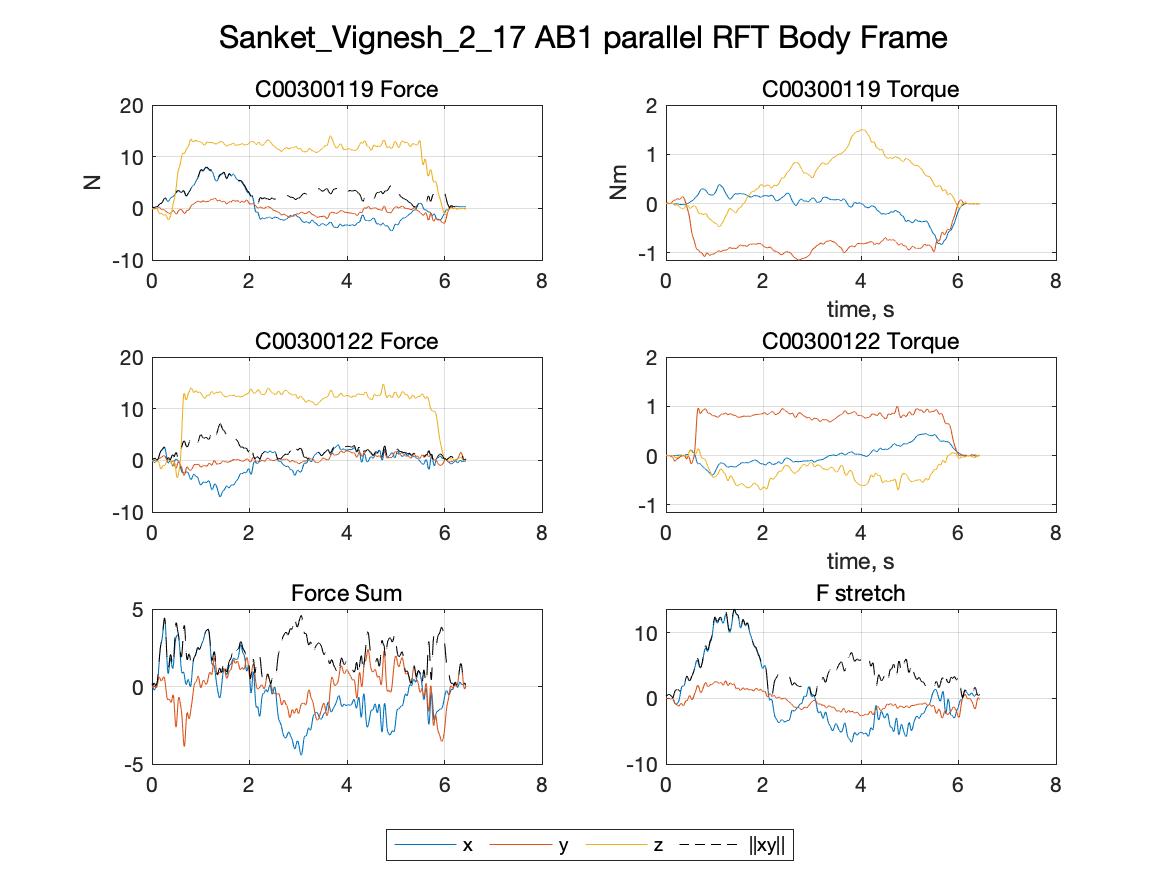 Sanket_Vignesh_2_17 AB1 parallel RFT Body Frame
C00300119 Force
20
10
0
-10
N
0 2 4 6 8
C00300119 Torque
2
1
0
-1
Nm
0 2 4 6 8
time, s
C00300122 Force
20
10
0
-10
0 2 4 6 8
C00300122 Torque
2
1
0
-1
0 2 4 6 8
time, s
Force Sum
5
0
-5
0 2 4 6 8
F stretch
10
0
-10
0 2 4 6 8
x y z ||xy||